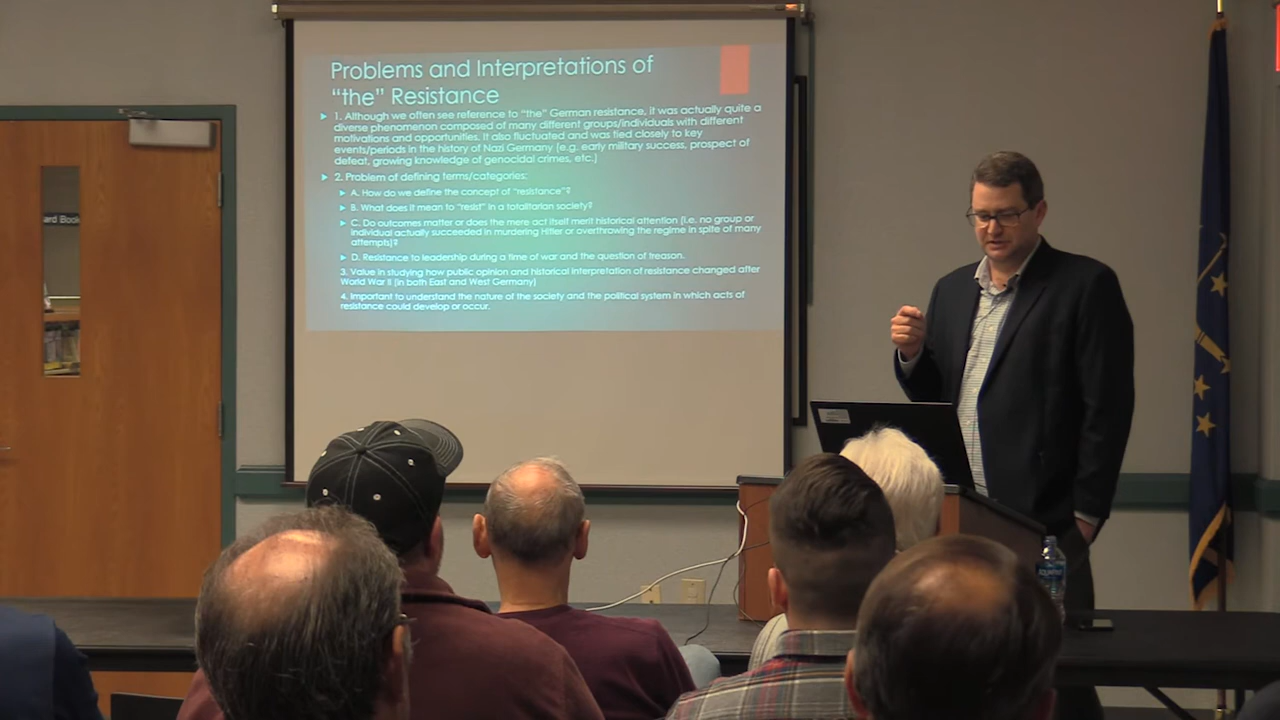 Problems and Interpretations of
"the" Resistance
1. Although we often see reference to "the" German resistance, it was actually quite a
diverse phenomenon composed of many different groups/individuals with different
motivations and opportunities. It also fluctuated and was tied closely to key
events/periods in the history of Nazi Germany (e.g. early military success, prospect of
defeat, growing knowledge of genocidal crimes, etc.)
2. Problem of defining terms/categories:
A. How do we define the concept of "resistance"?
B. What does it mean to "resist" in a totalitarian society?
C. Do outcomes matter or does the mere act itself merit historical attention (i.e. no group or
individual actually succeeded in murdering Hitler or overthrowing the regime in spite of many
attempts)?
D. Resistance to leadership during a time of war and the question of treason.
3. Value in studying how public opinion and historical interpretation of resistance changed after
World War II (in both East and West Germany)
4. Important to understand the nature of the society and the political system in which acts of
resistance could develop or occur.
ard Book